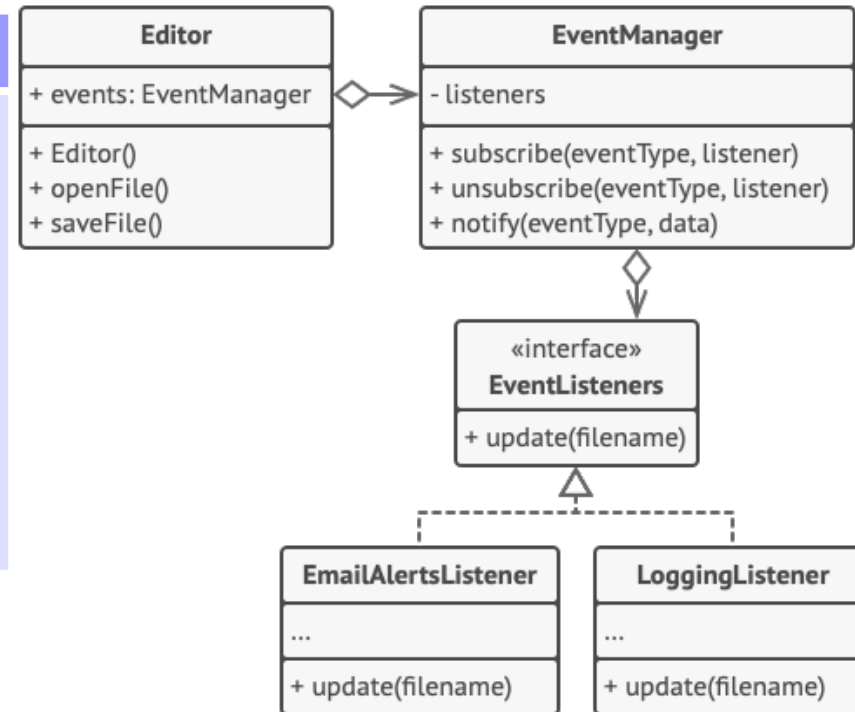 Editor
+ events: EventManager
+ Editor()
+ openFile()
+ saveFile()
EventManager
- listeners
+ subscribe(eventType, listener)
+ unsubscribe(eventType, listener)
+ notify(eventType, data)
«interface»
EventListeners
+ update(filename)
EmailAlertsListener
...
+ update(filename)
LoggingListener
...
+ update(filename)